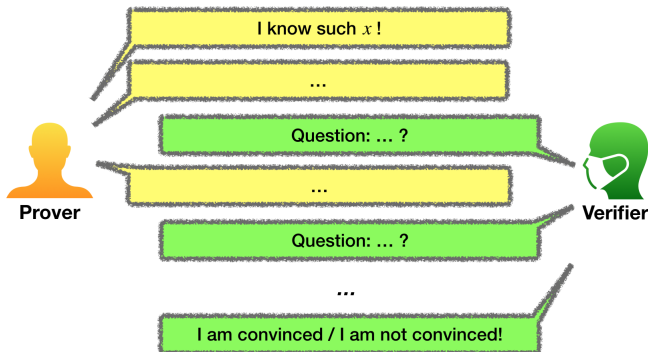 I know such x !
...
Question: ... ?
...
Prover
Verifier
Question: ... ?
...
I am convinced / I am not convinced!